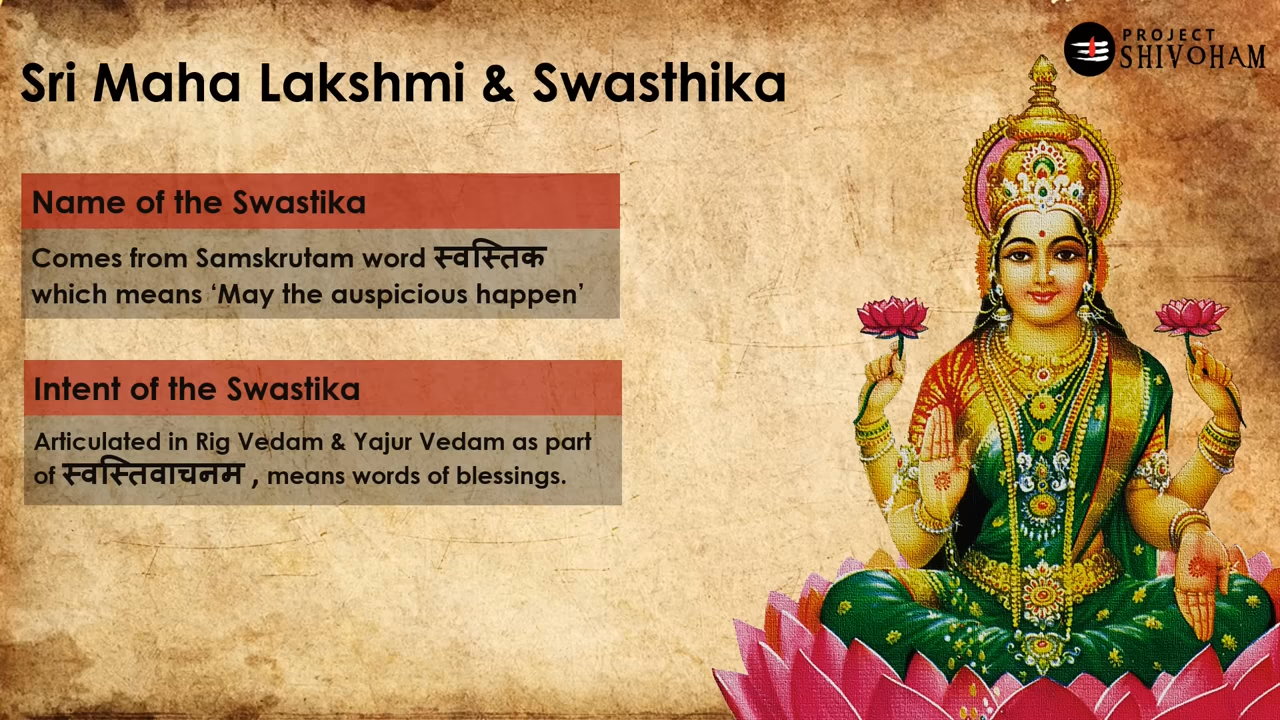 PROJECT
SHIVOHAM
Sri Maha Lakshmi & Swasthika
Name of the Swastika
Comes from Samskrutam word स्वस्तिक
which means ‘May the auspicious happen’
Intent of the Swastika
Articulated in Rig Vedam & Yajur Vedam as part
of स्वस्तिवाचनम , means words of blessings.